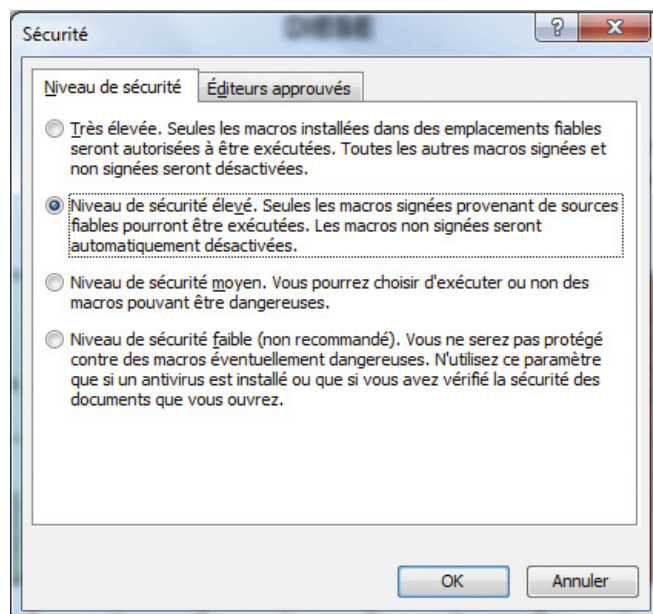 Sécurité
DIESE
Niveau de sécurité
Éditeurs approuvés
Très élevée. Seules les macros installées dans des emplacements fiables
seront autorisées à être exécutées. Toutes les autres macros signées et
non signées seront désactivées.
Niveau de sécurité élevé. Seules les macros signées provenant de sources
fiables pourront être exécutées. Les macros non signées seront
automatiquement désactivées.
Niveau de sécurité moyen. Vous pourrez choisir d'exécuter ou non des
macros pouvant être dangereuses.
Niveau de sécurité faible (non recommandé). Vous ne serez pas protégé
contre des macros éventuellement dangereuses. N'utilisez ce paramètre
que si un antivirus est installé ou que si vous avez vérifié la sécurité des
documents que vous ouvrez.
OK
Annuler